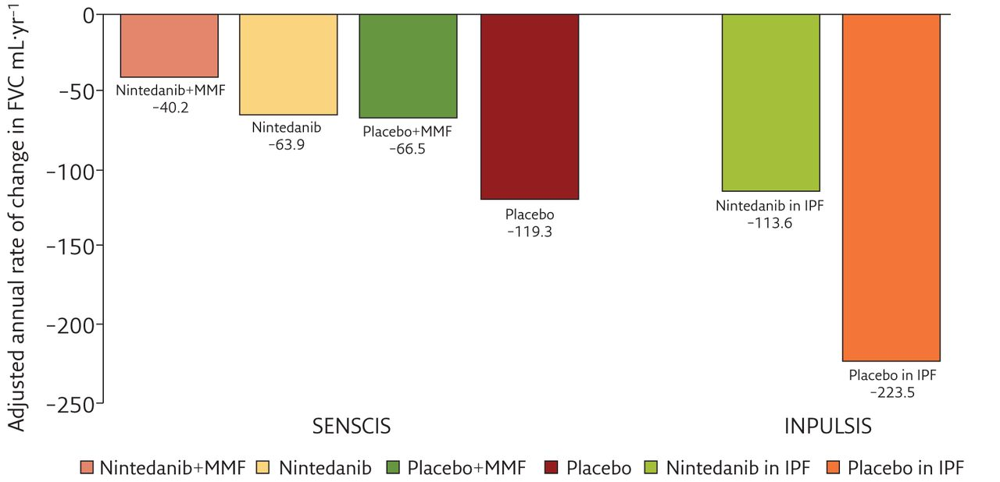 Adjusted annual rate of change in FVC mL·yr⁻¹
0
−50
−100
−150
−200
−250
Nintedanib+MMF
−40.2
Nintedanib
−63.9
Placebo+MMF
−66.5
Placebo
−119.3
Nintedanib in IPF
−113.6
Placebo in IPF
−223.5
SENSCIS INPULSIS
Nintedanib+MMF Nintedanib Placebo+MMF Placebo Nintedanib in IPF Placebo in IPF